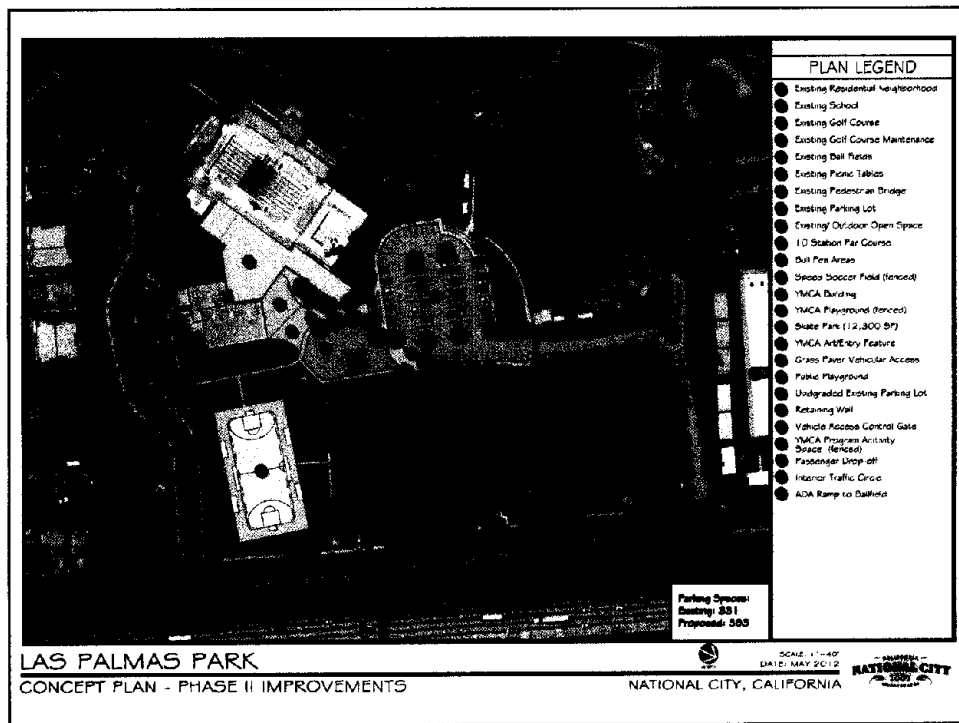 PLAN LEGEND
Existing Residential Neighborhood
Existing School
Existing Golf Course
Existing Golf Course Maintenance
Existing Ball Fields
Existing Picnic Tables
Existing Pedestrian Bridge
Existing Parking Lot
Existing/ Outdoor Open Space
10 Station Par Course
Bull Pen Areas
Speed Soccer Field (fenced)
YMCA Building
YMCA Playground (fenced)
Skate Park (12,300 SF)
YMCA Art/Entry Feature
Grass Paver Vehicular Access
Public Playground
Upgraded Existing Parking Lot
Retaining Wall
Vehicle Access Control Gate
YMCA Program Activity
Space (fenced)
Passenger Drop-off
Interior Traffic Circle
ADA Ramp to Ballfield
Parking Spaces:
Existing: 331
Proposed:
LAS PALMAS PARK
CONCEPT PLAN - PHASE II IMPROVEMENTS
SCALE: 1"=40'
DATE: MAY 2012
NATIONAL CITY, CALIFORNIA
CALIFORNIA
NATIONAL CITY